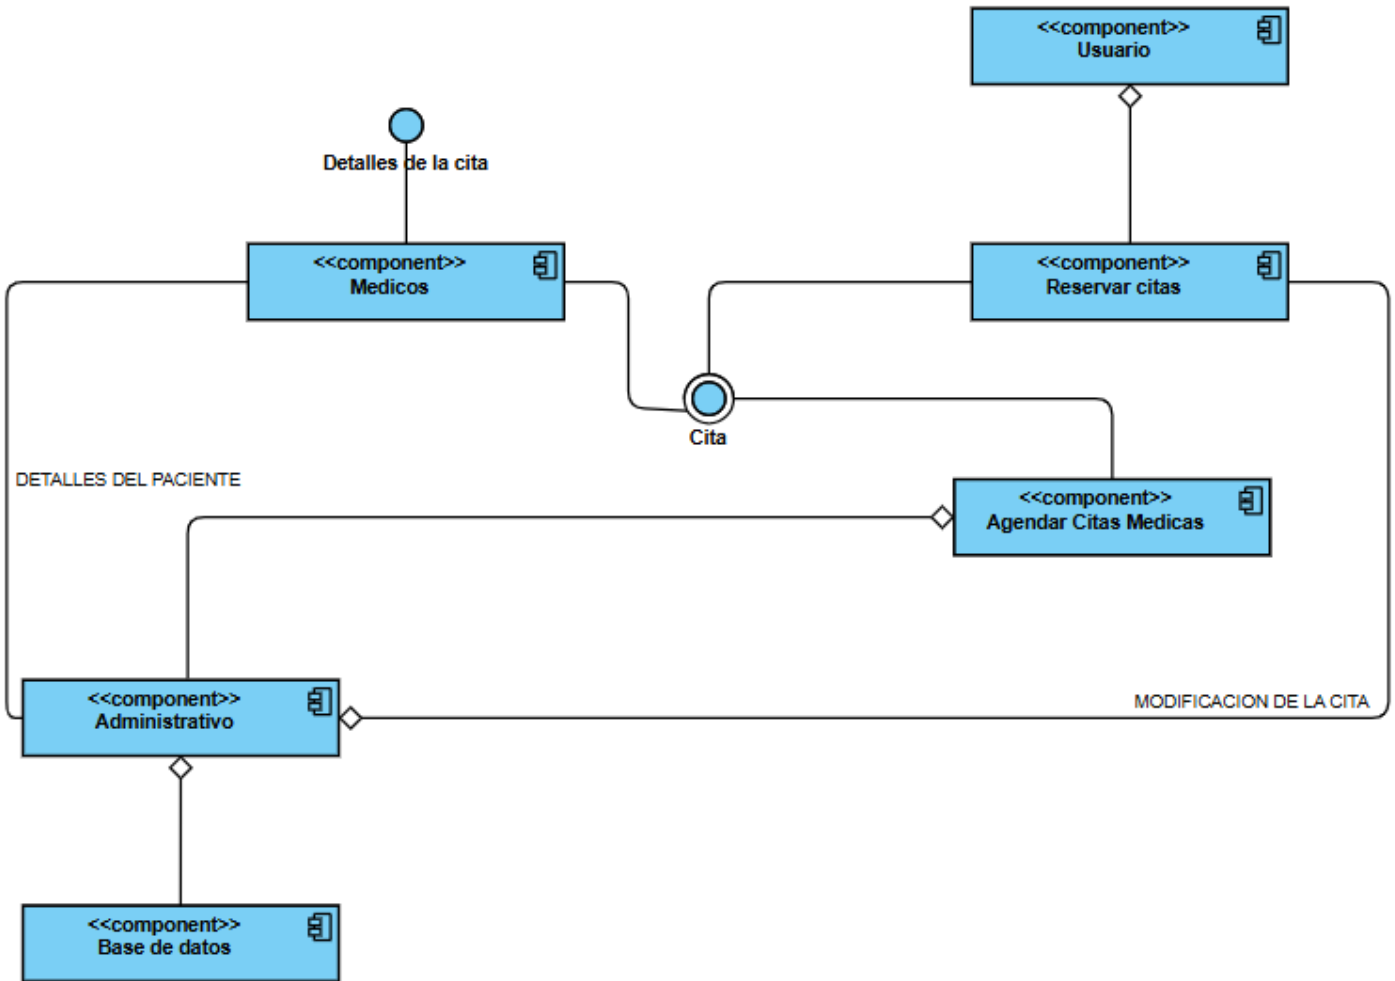 <<component>>
Usuario
Detalles de la cita
<<component>>
Medicos
<<component>>
Reservar citas
Cita
DETALLES DEL PACIENTE
<<component>>
Agendar Citas Medicas
<<component>>
Administrativo
MODIFICACION DE LA CITA
<<component>>
Base de datos